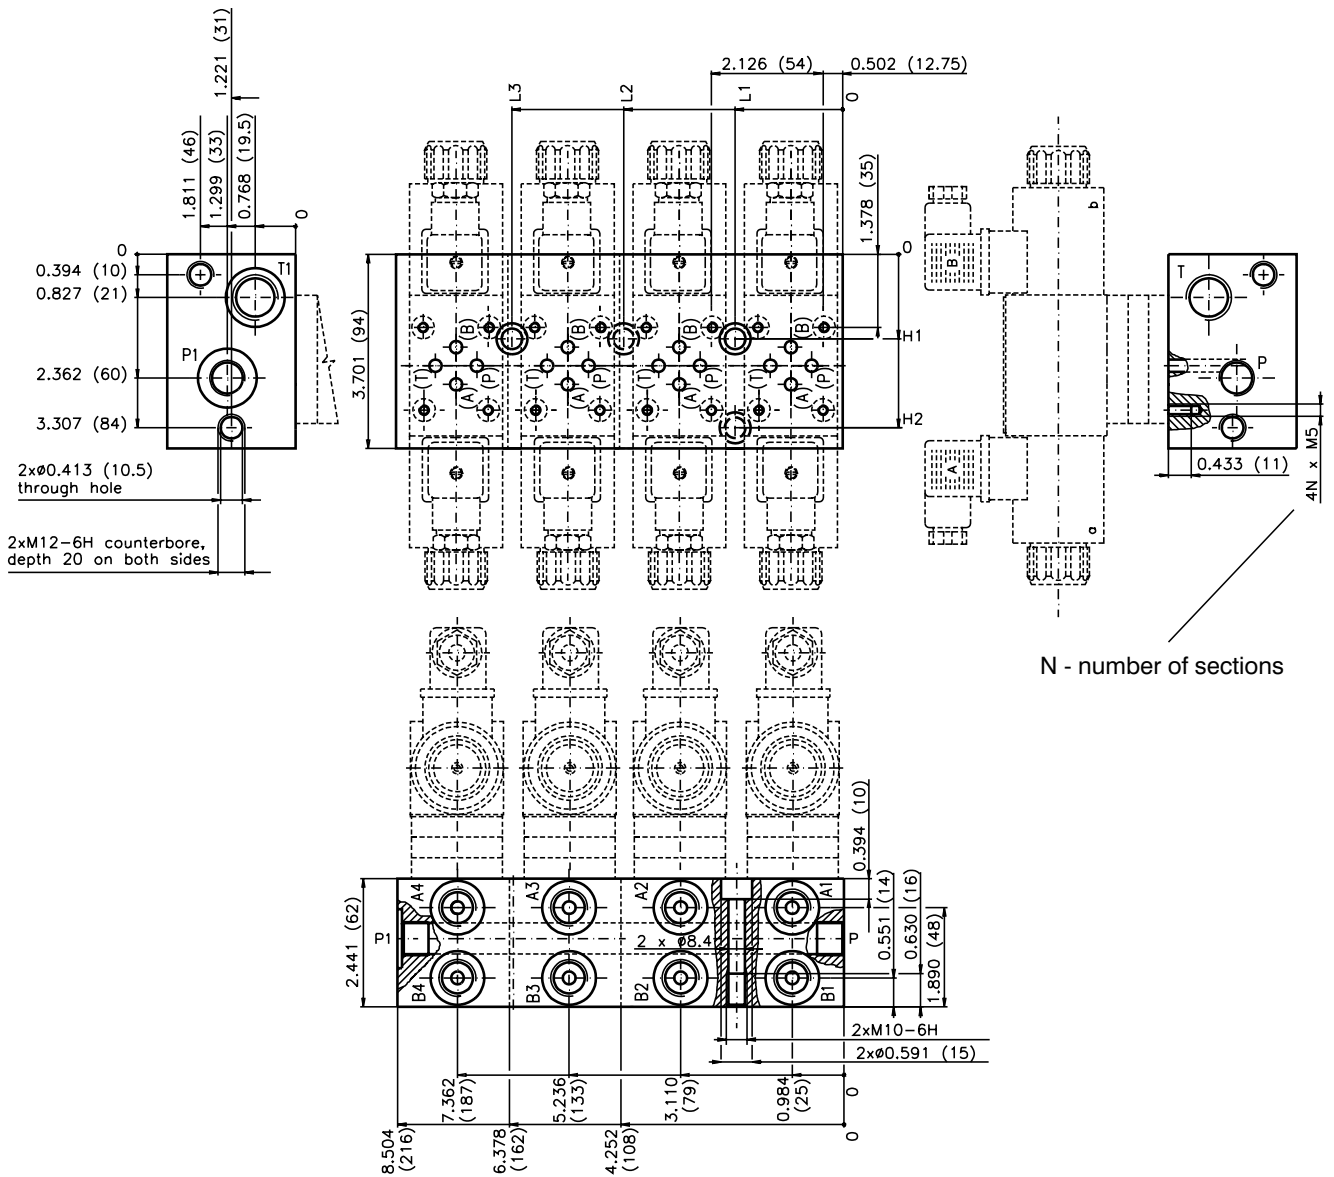 1.221 (31)
1.811 (46)
1.299 (33)
0.768 (19.5)
0
0
0.394 (10)
0.827 (21)
2.362 (60)
3.307 (84)
T1
P1
2xø0.413 (10.5)
through hole
2xM12-6H counterbore,
depth 20 on both sides
2.126 (54)
0.502 (12.75)
L3
L2
L1
0
1.378 (35)
0
H1
H2
3.701 (94)
B
B
B
B
T
P
T
P
T
P
T
A
A
A
b
B
A
a
T
P
0.433 (11)
4N x M5
N - number of sections
0.394 (10)
0.551 (14)
0.630 (16)
1.890 (48)
2.441 (62)
A4
A3
A2
A1
P1
P
2 x ø8.4
B4
B3
B2
B1
2xM10-6H
2xø0.591 (15)
7.362
(187)
5.236
(133)
3.110
(79)
0.984
(25)
0
8.504
(216)
6.378
(162)
4.252
(108)
0